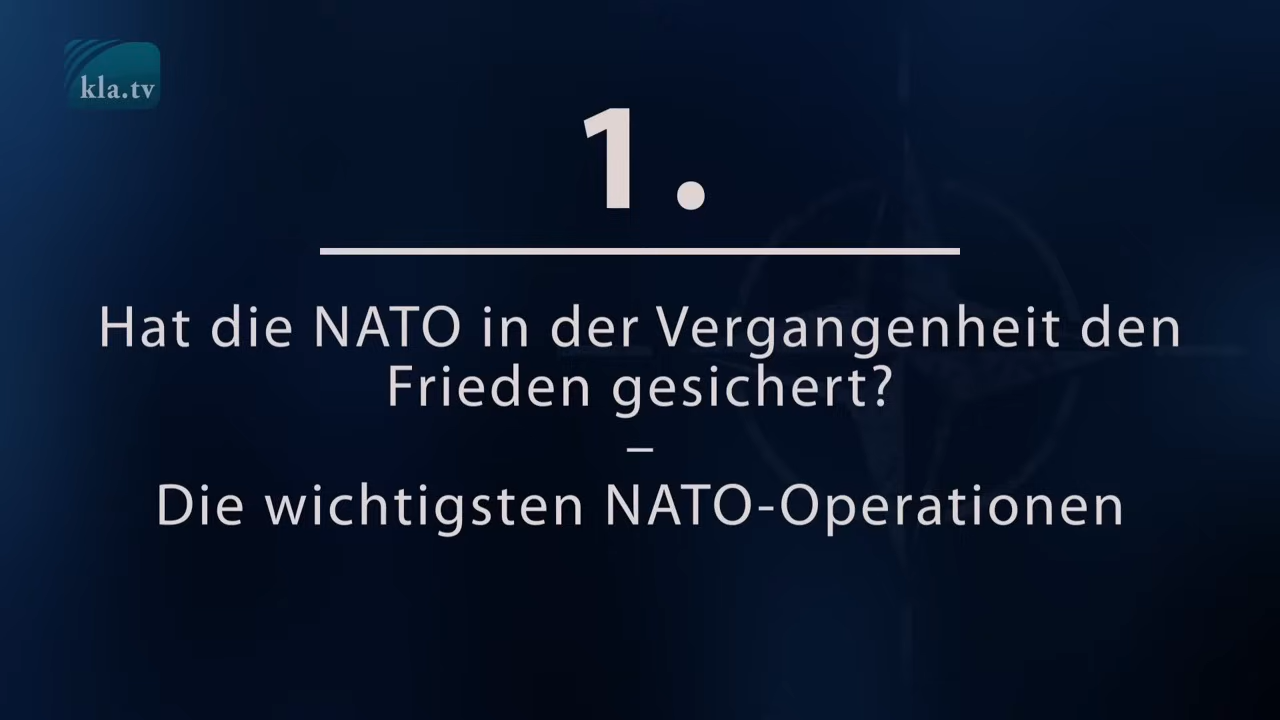 kla.tv
1.
Hat die NATO in der Vergangenheit den
Frieden gesichert?
–
Die wichtigsten NATO-Operationen